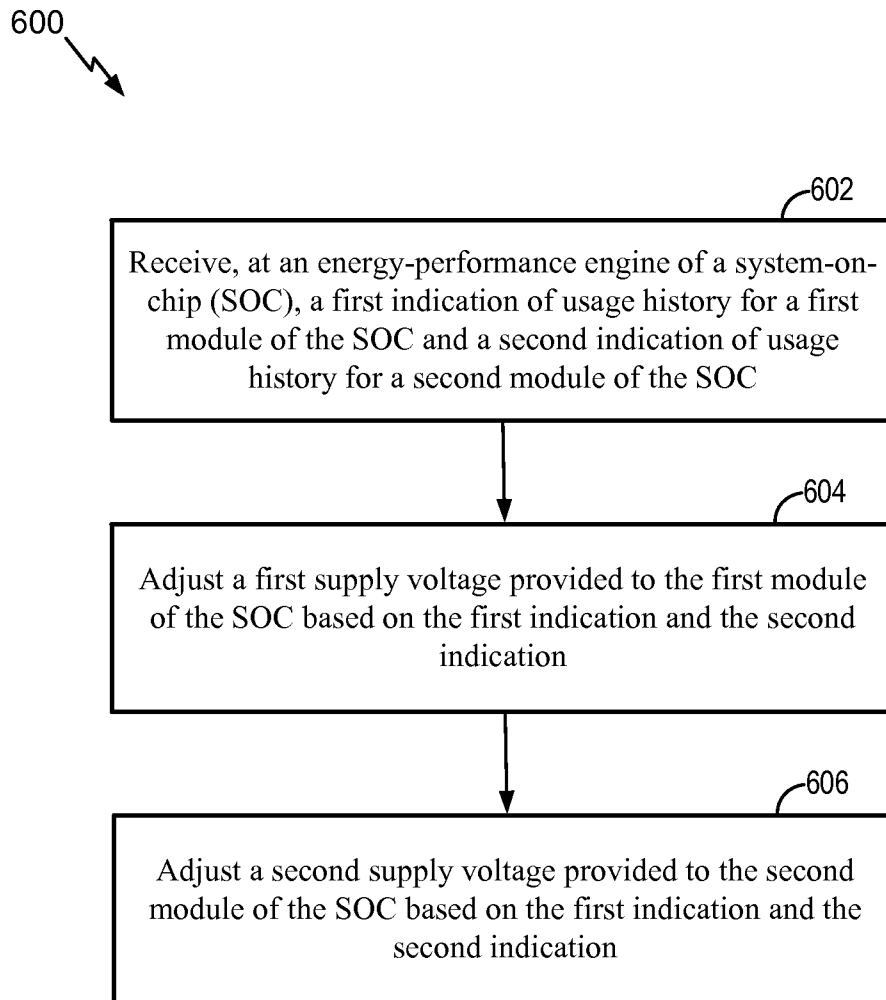 600
602
Receive, at an energy-performance engine of a system-on-
chip (SOC), a first indication of usage history for a first
module of the SOC and a second indication of usage
history for a second module of the SOC
604
Adjust a first supply voltage provided to the first module
of the SOC based on the first indication and the second
indication
606
Adjust a second supply voltage provided to the second
module of the SOC based on the first indication and the
second indication